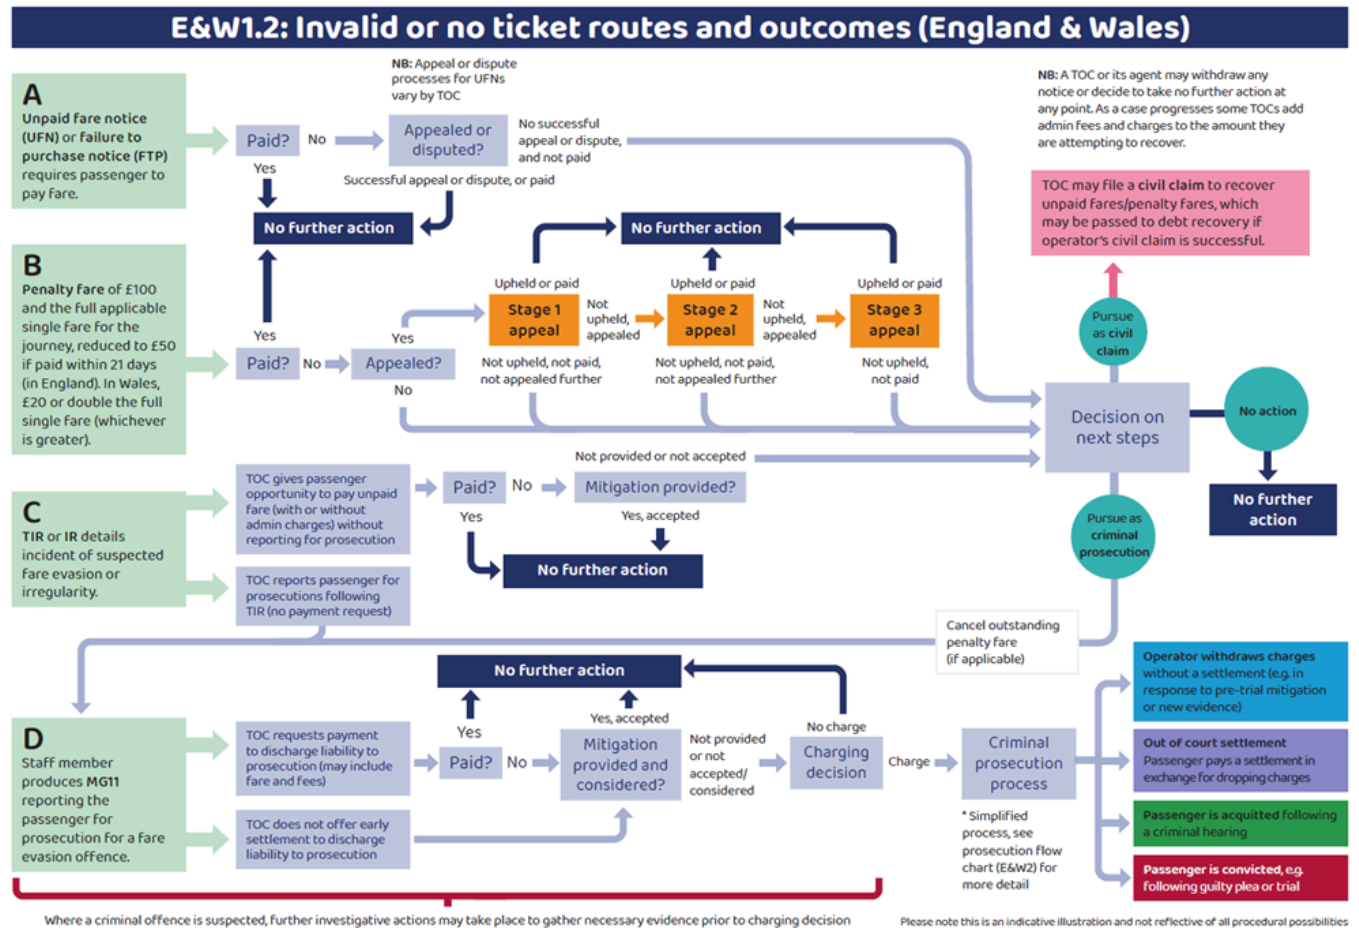 E&W1.2: Invalid or no ticket routes and outcomes (England & Wales)
NB: Appeal or dispute
processes for UFNs
vary by TOC
NB: A TOC or its agent may withdraw any
notice or decide to take no further action at
any point. As a case progresses some TOCs add
admin fees and charges to the amount they
are attempting to recover.
A
Unpaid fare notice
(UFN) or failure to
purchase notice (FTP)
requires passenger to
pay fare.
Paid?
No
Yes
Appealed or
disputed?
No successful
appeal or dispute,
and not paid
Successful appeal or dispute, or paid
No further action
TOC may file a civil claim to recover
unpaid fares/penalty fares, which
may be passed to debt recovery if
operator's civil claim is successful.
B
Penalty fare of £100
and the full applicable
single fare for the
journey, reduced to £50
if paid within 21 days
(in England). In Wales,
£20 or double the full
single fare (whichever
is greater).
Yes
Paid?
No
Appealed?
Yes
No
No further action
Upheld or paid
Stage 1
appeal
Not
upheld,
appealed
Not upheld, not paid,
not appealed further
Upheld or paid
Stage 2
appeal
Not
upheld,
appealed
Not upheld, not paid,
not appealed further
Upheld or paid
Stage 3
appeal
Not upheld,
not paid
Pursue
as civil
claim
Decision on
next steps
No action
No further
action
Pursue as
criminal
prosecution
C
TIR or IR details
incident of suspected
fare evasion or
irregularity.
TOC gives passenger
opportunity to pay unpaid
fare (with or without
admin charges) without
reporting for prosecution
Paid?
No
Yes
Not provided or not accepted
Mitigation provided?
Yes, accepted
No further action
TOC reports passenger for
prosecutions following
TIR (no payment request)
Cancel outstanding
penalty fare
(if applicable)
D
Staff member
produces MG11
reporting the
passenger for
prosecution for a fare
evasion offence.
TOC requests payment
to discharge liability to
prosecution (may include
fare and fees)
TOC does not offer early
settlement to discharge
liability to prosecution
No further action
Yes
Paid?
No
Yes, accepted
Mitigation
provided and
considered?
Not provided
or not
accepted/
considered
No charge
Charging
decision
Charge
Criminal
prosecution
process
* Simplified
process, see
prosecution flow
chart (E&W2) for
more detail
Operator withdraws charges
without a settlement (e.g. in
response to pre-trial mitigation
or new evidence)
Out of court settlement
Passenger pays a settlement in
exchange for dropping charges
Passenger is acquitted following
a criminal hearing
Passenger is convicted, e.g.
following guilty plea or trial
Where a criminal offence is suspected, further investigative actions may take place to gather necessary evidence prior to charging decision
Please note this is an indicative illustration and not reflective of all procedural possibilities